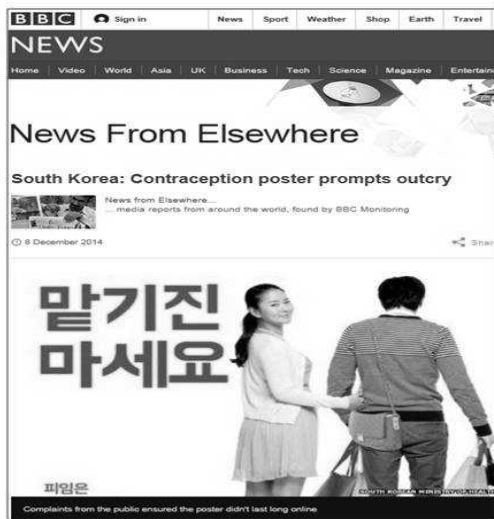 BBC Sign in News Sport Weather Shop Earth Travel
NEWS
Home Video World Asia UK Business Tech Science Magazine Entertainm
News From Elsewhere
South Korea: Contraception poster prompts outcry
News from Elsewhere...
... media reports from around the world, found by BBC Monitoring
8 December 2014 Shar
맡기진
마세요
피임은
SOUTH KOREAN MINISTRY OF HEALTH
Complaints from the public ensured the poster didn't last long online